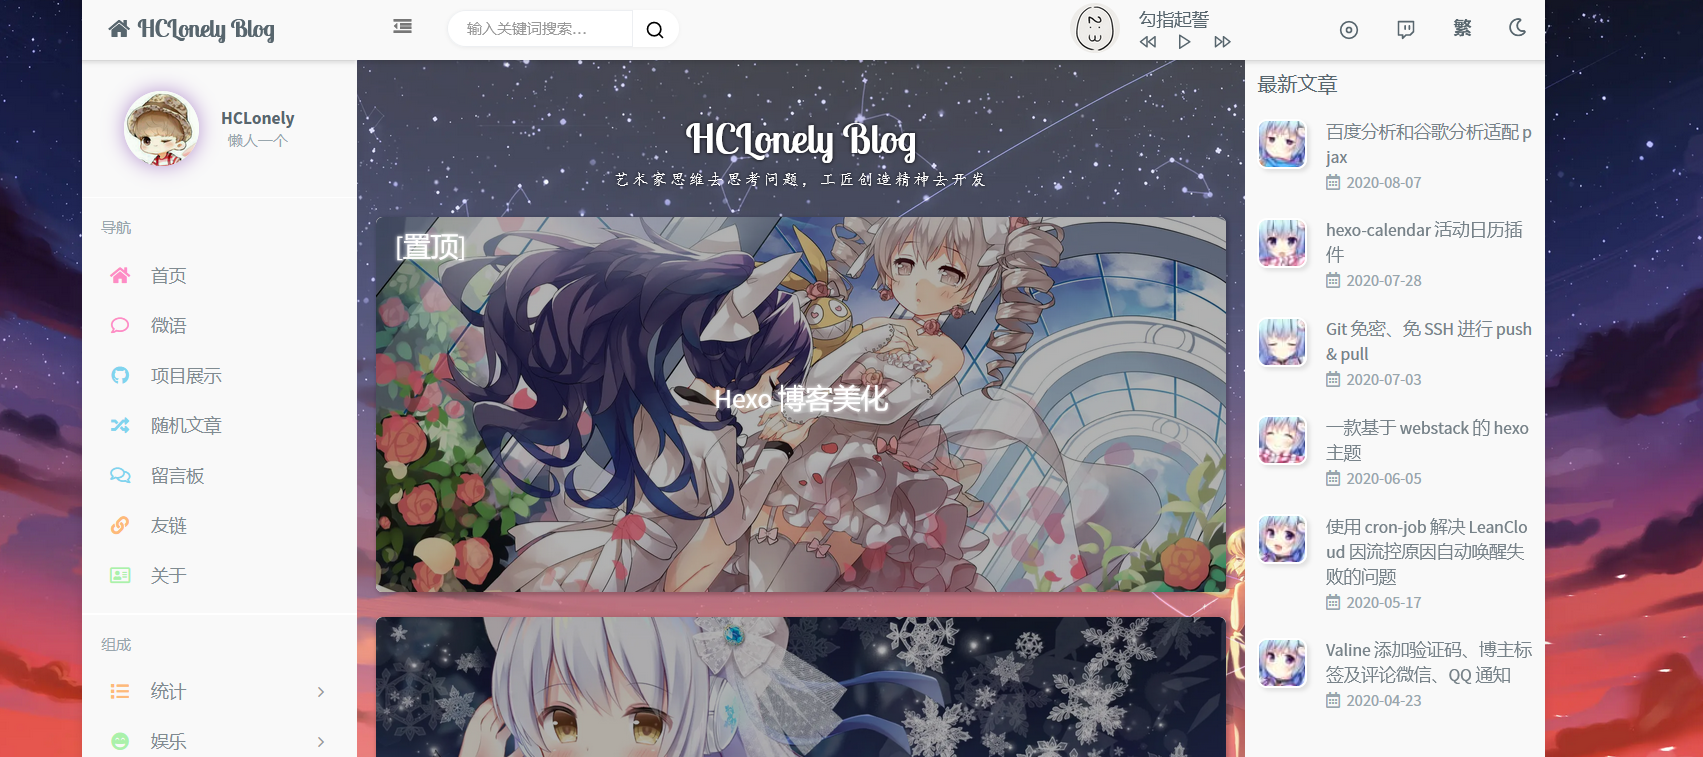 HCLonely Blog
输入关键词搜索...
2:3
勾指起誓
繁
HCLonely
懒人一个
导航
首页
微语
项目展示
随机文章
留言板
友链
关于
组成
统计
娱乐
HCLonely Blog
艺术家思维去思考问题，工匠创造精神去开发
[置顶]
Hexo 博客美化
最新文章
百度分析和谷歌分析适配 p
jax
2020-08-07
hexo-calendar 活动日历插
件
2020-07-28
Git 免密、免 SSH 进行 push
& pull
2020-07-03
一款基于 webstack 的 hexo
主题
2020-06-05
使用 cron-job 解决 LeanClo
ud 因流控原因自动唤醒失
败的问题
2020-05-17
Valine 添加验证码、博主标
签及评论微信、QQ 通知
2020-04-23